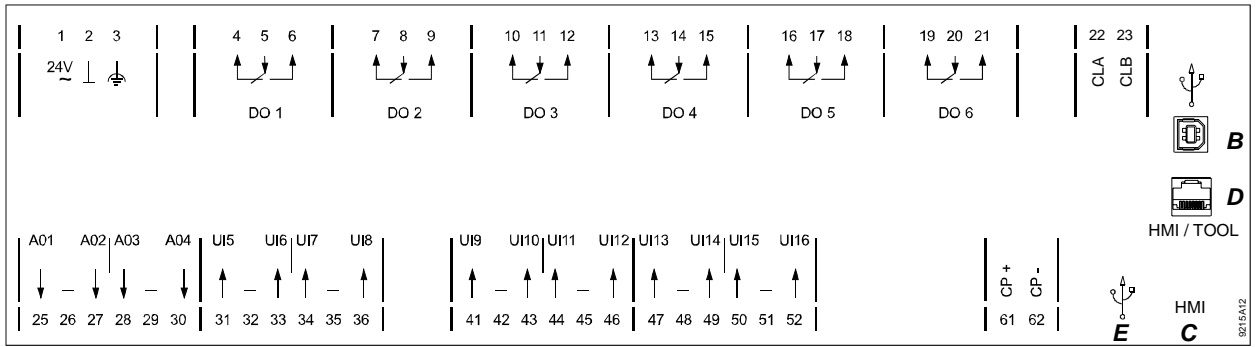 1 2 3 4 5 6 7 8 9 10 11 12 13 14 15 16 17 18 19 20 21 22 23
24V
~
CLA CLB
DO 1 DO 2 DO 3 DO 4 DO 5 DO 6
B
D
HMI / TOOL
A01 A02 A03 A04 UI5 UI6 UI7 UI8 UI9 UI10 UI11 UI12 UI13 UI14 UI15 UI16
CP + CP -
25 26 27 28 29 30 31 32 33 34 35 36 41 42 43 44 45 46 47 48 49 50 51 52 61 62
HMI
E C
9215A12